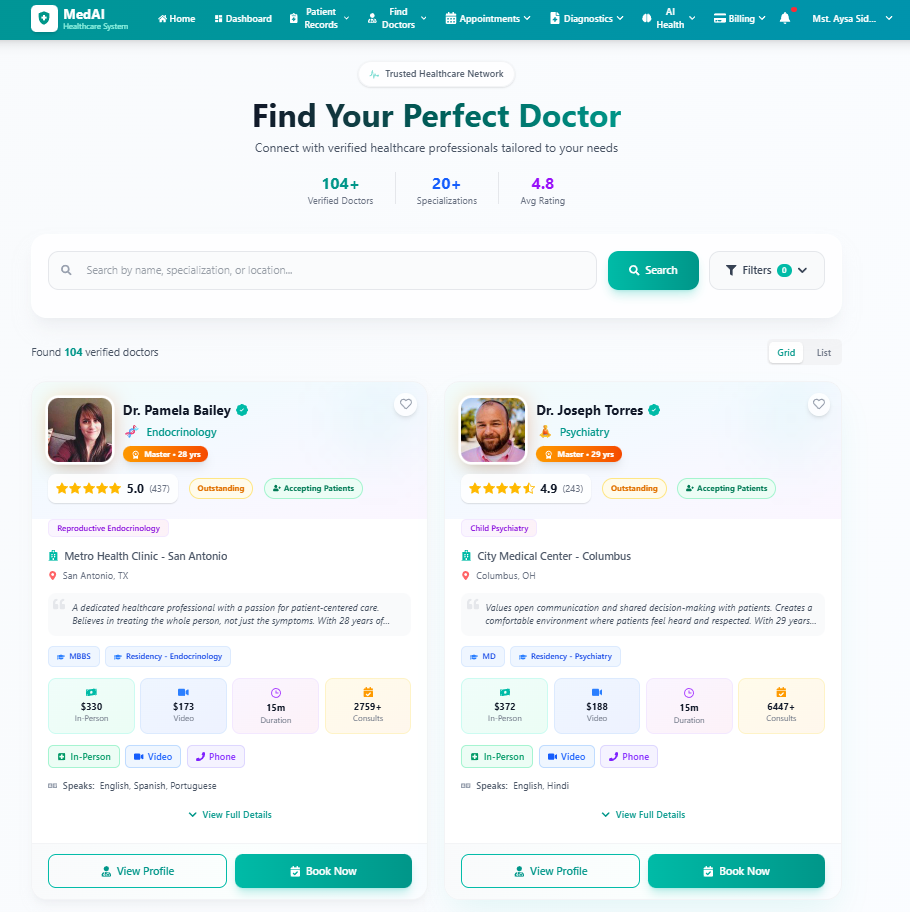 MedAI
Healthcare System
Home
Dashboard
Patient Records
Find Doctors
Appointments
Diagnostics
AI Health
Billing
Mst. Aysa Sid...
Trusted Healthcare Network
Find Your Perfect Doctor
Connect with verified healthcare professionals tailored to your needs
104+
Verified Doctors
20+
Specializations
4.8
Avg Rating
Search by name, specialization, or location...
Search
Filters 0
Found 104 verified doctors
Grid
List
Dr. Pamela Bailey
Endocrinology
Master • 28 yrs
5.0 (437)
Outstanding
Accepting Patients
Reproductive Endocrinology
Metro Health Clinic - San Antonio
San Antonio, TX
A dedicated healthcare professional with a passion for patient-centered care.
Believes in treating the whole person, not just the symptoms. With 28 years of...
MBBS
Residency - Endocrinology
$330
In-Person
$173
Video
15m
Duration
2759+
Consults
In-Person
Video
Phone
Speaks: English, Spanish, Portuguese
View Full Details
View Profile
Book Now
Dr. Joseph Torres
Psychiatry
Master • 29 yrs
4.9 (243)
Outstanding
Accepting Patients
Child Psychiatry
City Medical Center - Columbus
Columbus, OH
Values open communication and shared decision-making with patients. Creates a
comfortable environment where patients feel heard and respected. With 29 years...
MD
Residency - Psychiatry
$372
In-Person
$188
Video
15m
Duration
6447+
Consults
In-Person
Video
Phone
Speaks: English, Hindi
View Full Details
View Profile
Book Now